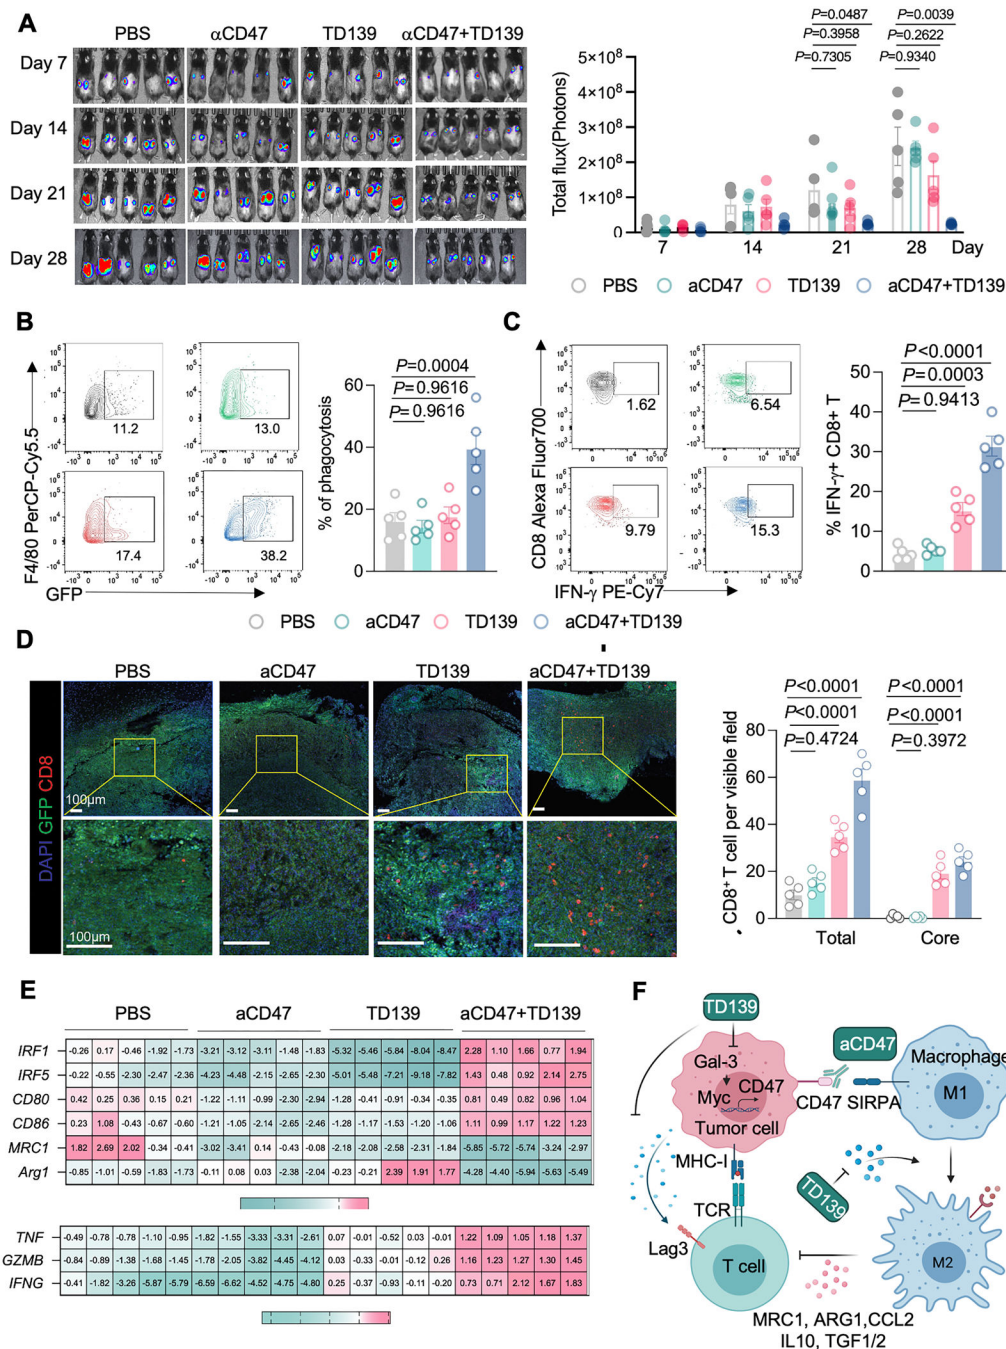 A
PBS
αCD47
TD139
αCD47+TD139
Day 7
Day 14
Day 21
Day 28
P=0.0487 P=0.0039
P=0.3958 P=0.2622
P=0.7305 P=0.9340
Total flux(Photons)
5×10⁸
4×10⁸
3×10⁸
2×10⁸
1×10⁸
0
7 14 21 28 Day
PBS aCD47 TD139 aCD47+TD139
B
F4/80 PerCP-Cy5.5
GFP
11.2
13.0
17.4
38.2
P=0.0004
P=0.9616
P=0.9616
% of phagocytosis
60
40
20
0
C
CD8 Alexa Fluor700
IFN-γ PE-Cy7
1.62
6.54
9.79
15.3
P<0.0001
P=0.0003
P=0.9413
% IFN-γ+ CD8+ T
50
40
30
20
10
0
PBS aCD47 TD139 aCD47+TD139
D
PBS aCD47 TD139 aCD47+TD139
DAPI GFP CD8
100μm
100μm
P<0.0001 P<0.0001
P<0.0001 P<0.0001
P=0.4724 P=0.3972
CD8⁺ T cell per visible field
80
60
40
20
0
Total Core
E
PBS aCD47 TD139 aCD47+TD139
IRF1 -0.26 0.17 -0.46 -1.92 -1.73 -3.21 -3.12 -3.11 -1.48 -1.83 -5.32 -5.46 -5.84 -8.04 -8.47 2.28 1.10 1.66 0.77 1.94
IRF5 -0.22 -0.55 -2.30 -2.47 -2.36 -4.23 -4.48 -2.15 -2.65 -2.30 -5.01 -5.48 -7.21 -9.18 -7.82 1.43 0.48 0.92 2.14 2.75
CD80 0.42 0.25 0.36 0.15 0.21 -1.22 -1.11 -0.99 -2.30 -2.94 -1.28 -0.41 -0.91 -0.34 -0.35 0.81 0.49 0.82 0.96 1.04
CD86 0.23 1.08 -0.43 -0.67 -0.60 -1.21 -1.05 -1.60 -2.16 -2.14 -1.28 -1.17 -1.53 -1.20 -1.06 1.11 0.99 1.17 1.22 1.23
MRC1 1.82 2.69 2.02 -0.34 -0.41 -3.02 -3.41 0.14 -0.43 -0.08 -2.18 -2.08 -2.58 -2.31 -1.84 -5.85 -5.72 -5.74 -3.24 -2.97
Arg1 -0.85 -1.01 -0.59 -1.83 -1.73 -0.11 0.08 0.03 -2.38 -2.04 -0.23 -0.21 2.39 1.91 1.77 -4.28 -4.40 -5.94 -5.63 -5.49
TNF -0.49 -0.78 -0.78 -1.10 -0.95 -1.82 -1.55 -3.33 -3.31 -2.61 0.07 -0.01 -0.52 0.03 -0.01 1.22 1.09 1.05 1.18 1.37
GZMB -0.84 -0.89 -1.38 -1.68 -1.45 -1.78 -2.05 -3.82 -4.45 -4.12 0.03 -0.33 -0.01 -0.12 0.26 1.16 1.23 1.27 1.30 1.45
IFNG -0.41 -1.82 -3.26 -5.87 -5.79 -6.59 -6.62 -4.52 -4.75 -3.80 0.25 -0.37 -0.93 -0.11 -0.20 0.73 0.71 2.12 1.67 1.83
F
TD139
Gal-3
Myc
CD47
Tumor cell
aCD47
CD47 SIRPA
Macrophage
M1
MHC-I
TCR
Lag3
T cell
TD139
M2
MRC1, ARG1,CCL2
IL10, TGF1/2